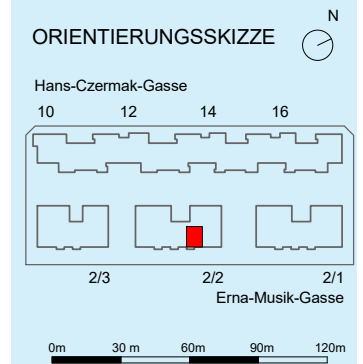 N
ORIENTIERUNGSSKIZZE
Hans-Czermak-Gasse
10 12 14 16
2/3 2/2 2/1
Erna-Musik-Gasse
0m 30 m 60m 90m 120m